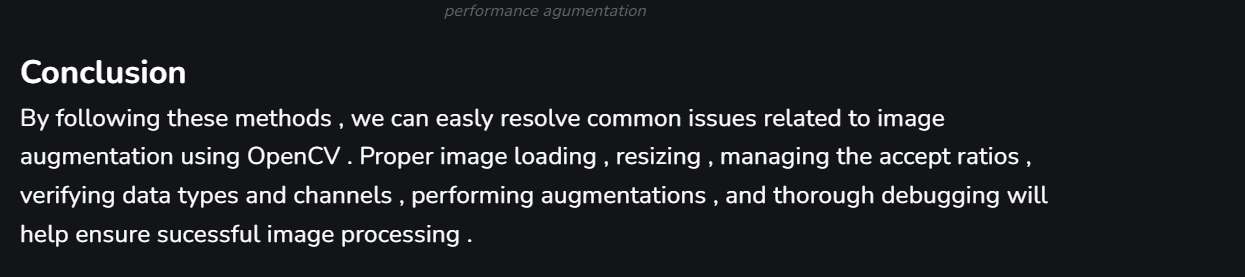 performance agumentation
Conclusion
By following these methods , we can easly resolve common issues related to image
augmentation using OpenCV . Proper image loading , resizing , managing the accept ratios ,
verifying data types and channels , performing augmentations , and thorough debugging will
help ensure sucessful image processing .